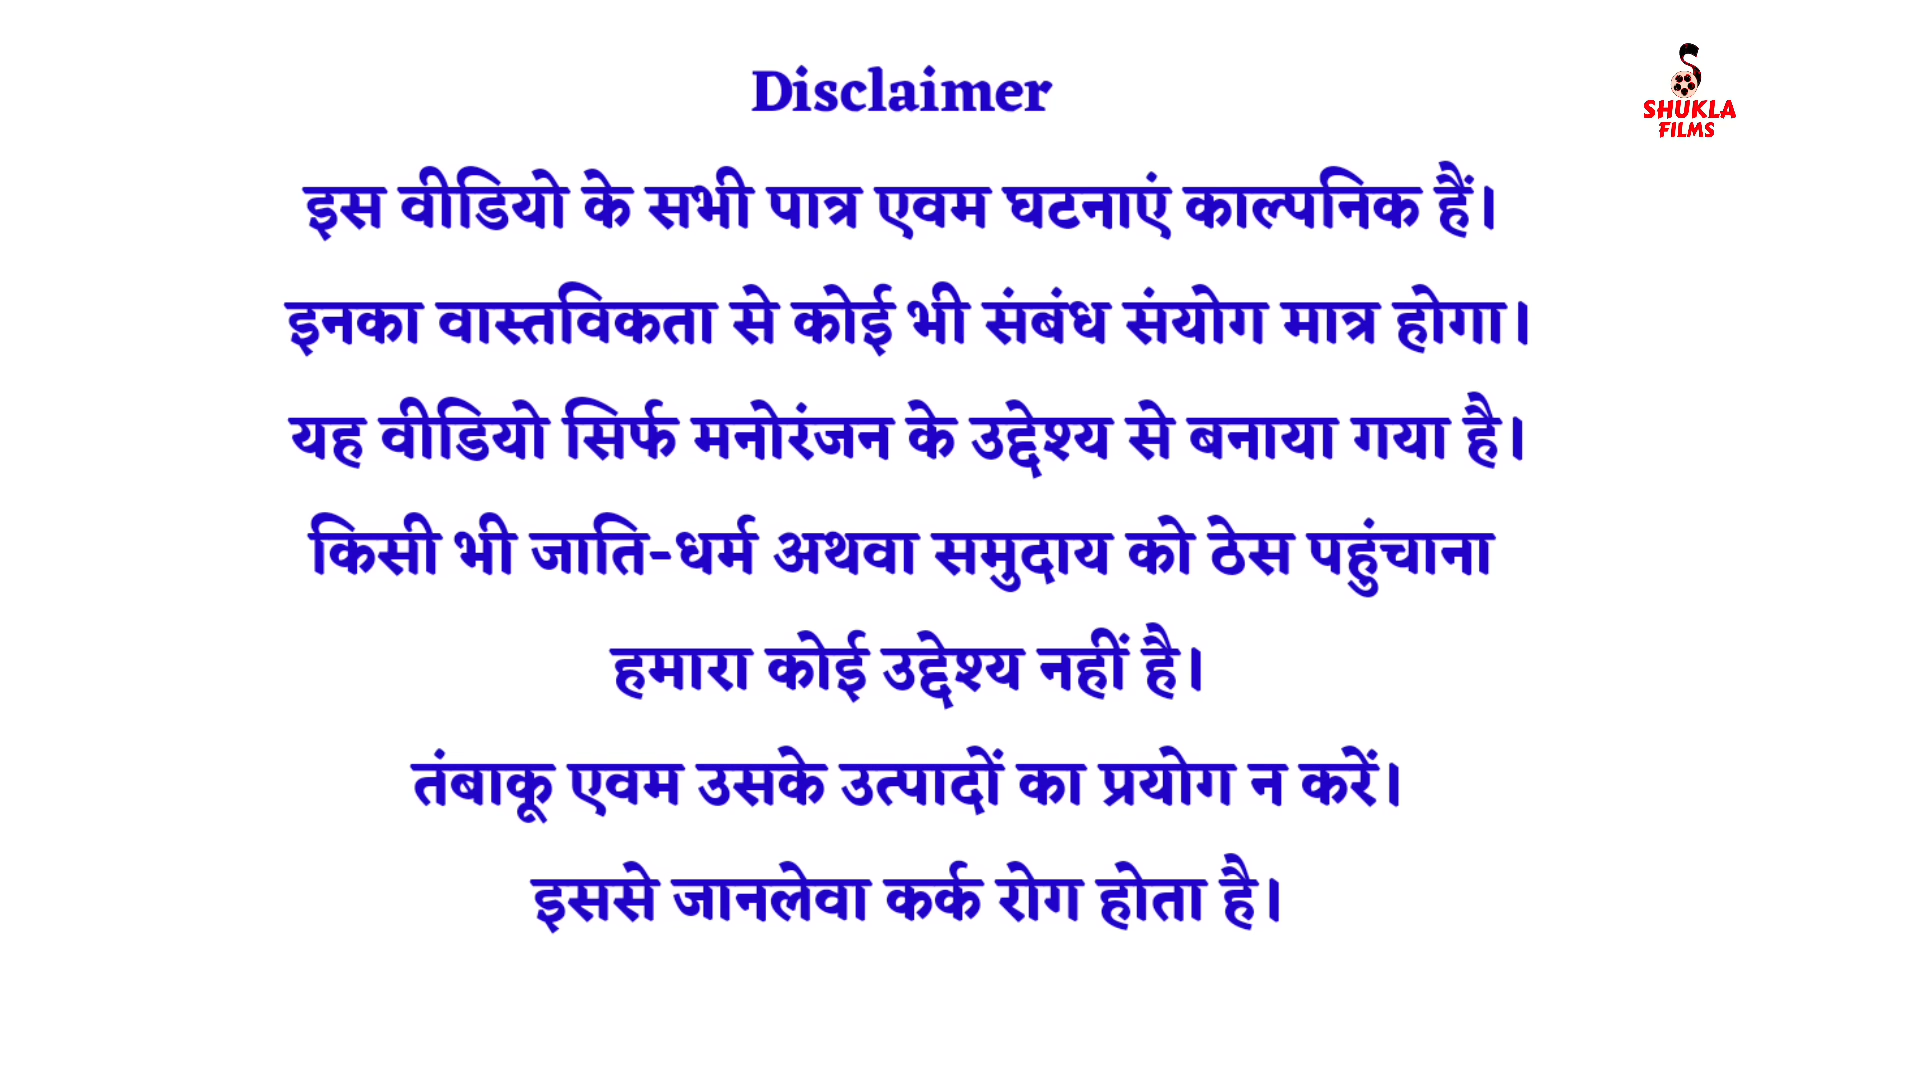 Disclaimer
SHUKLA
FILMS
इस वीडियो के सभी पात्र एवम घटनाएं काल्पनिक हैं।
इनका वास्तविकता से कोई भी संबंध संयोग मात्र होगा।
यह वीडियो सिर्फ मनोरंजन के उद्देश्य से बनाया गया है।
किसी भी जाति-धर्म अथवा समुदाय को ठेस पहुंचाना
हमारा कोई उद्देश्य नहीं है।
तंबाकू एवम उसके उत्पादों का प्रयोग न करें।
इससे जानलेवा कर्क रोग होता है।